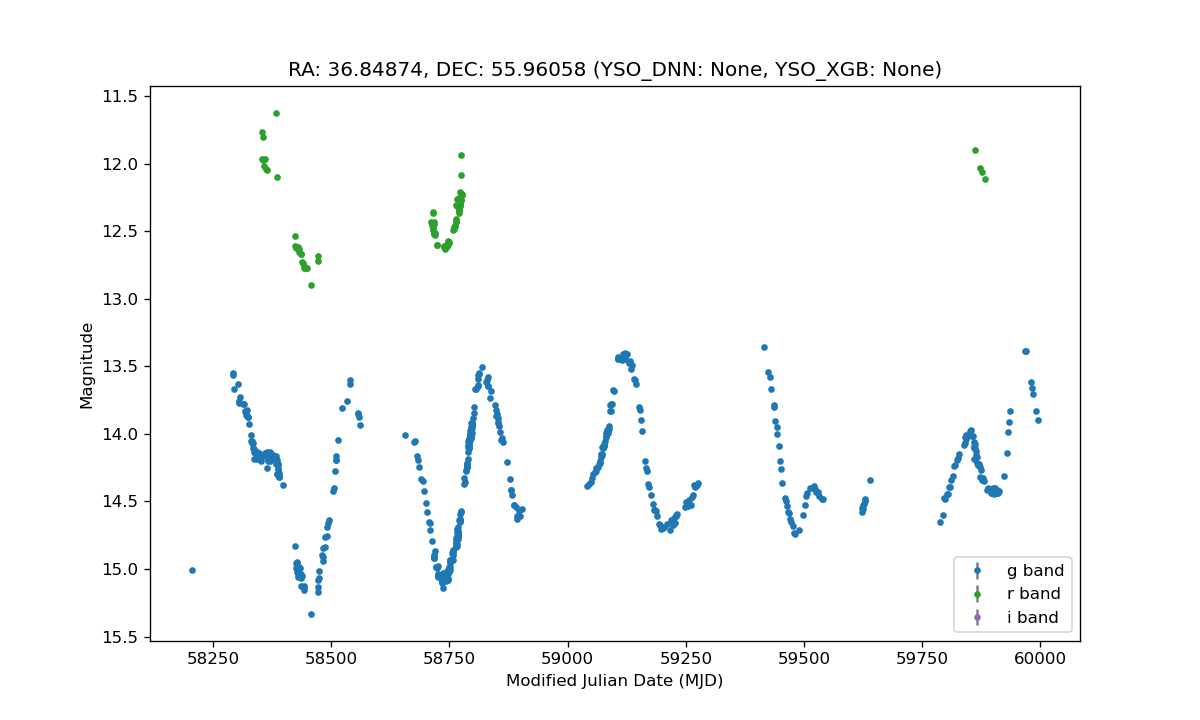 RA: 36.84874, DEC: 55.96058 (YSO_DNN: None, YSO_XGB: None)
11.5
12.0
12.5
13.0
13.5
14.0
14.5
15.0
15.5
Magnitude
g band
r band
i band
58250 58500 58750 59000 59250 59500 59750 60000
Modified Julian Date (MJD)